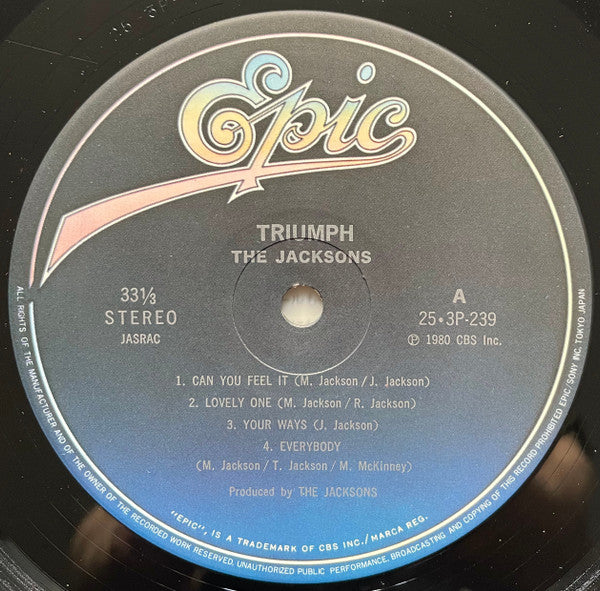 Epic
TRIUMPH
THE JACKSONS
33⅓
STEREO
JASRAC
A
25・3P-239
Ⓟ 1980 CBS Inc.
1. CAN YOU FEEL IT (M. Jackson / J. Jackson)
2. LOVELY ONE (M. Jackson / R. Jackson)
3. YOUR WAYS (J. Jackson)
4. EVERYBODY
(M. Jackson / T. Jackson / M. McKinney)
Produced by THE JACKSONS
"EPIC", IS A TRADEMARK OF CBS INC./MARCA REG.
ALL RIGHTS OF THE MANUFACTURER AND OF THE OWNER OF THE RECORDED WORK RESERVED. UNAUTHORIZED PUBLIC PERFORMANCE, BROADCASTING AND COPYING OF THIS RECORD PROHIBITED EPIC/SONY INC. TOKYO JAPAN